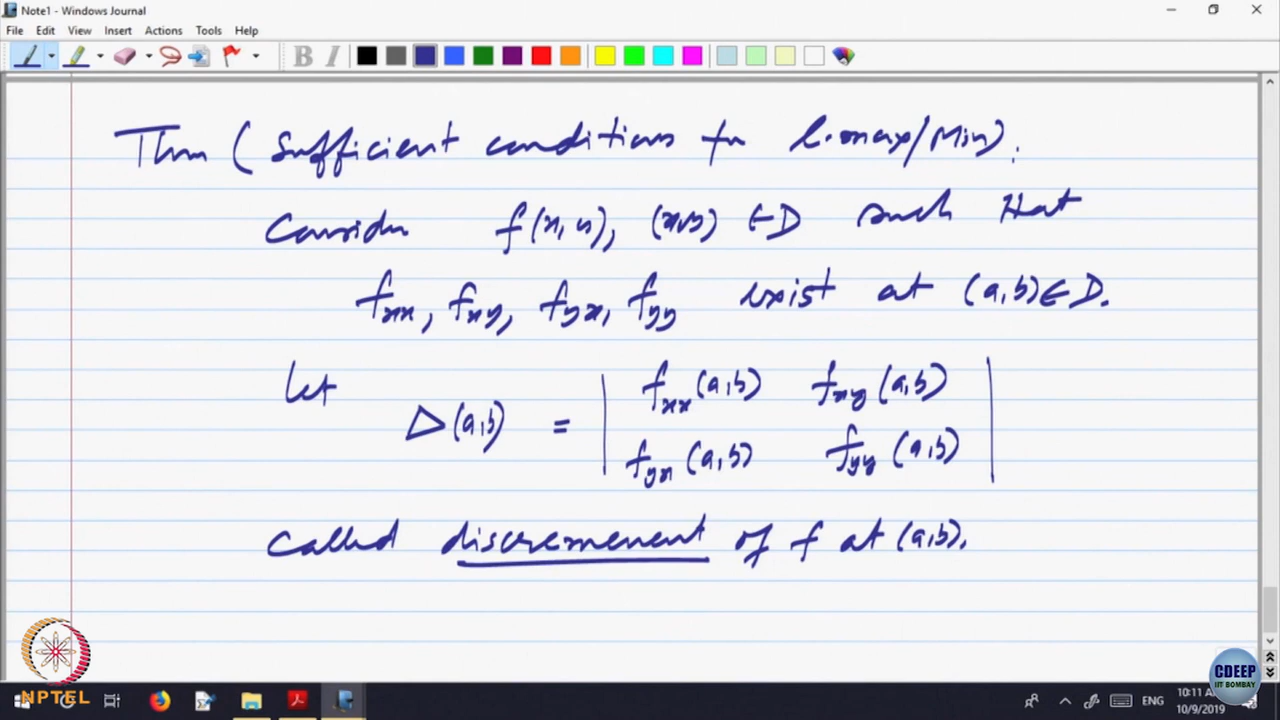 Note1 - Windows Journal
File Edit View Insert Actions Tools Help
B I
Thm ( Sufficient conditions for l.max/Min).
Consider f(x,y), (x,y) ∈ D such that
fxx, fxy, fyx, fyy exist at (a,b) ∈ D.
let
Δ(a,b) = | fxx(a,b) fxy(a,b) |
| fyx(a,b) fyy(a,b) |
called discremenent of f at (a,b).
NPTEL
CDEEP
IIT BOMBAY
ENG
10:11
10/9/2019